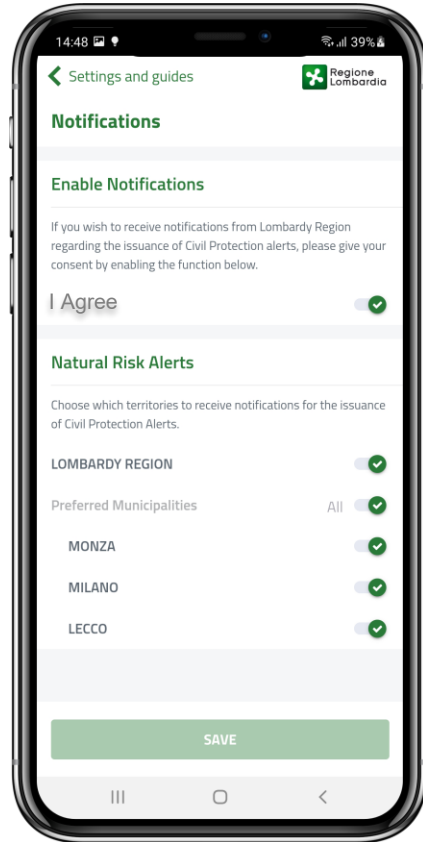 14:48
39%
Settings and guides
Regione
Lombardia
Notifications
Enable Notifications
If you wish to receive notifications from Lombardy Region
regarding the issuance of Civil Protection alerts, please give your
consent by enabling the function below.
I Agree
Natural Risk Alerts
Choose which territories to receive notifications for the issuance
of Civil Protection Alerts.
LOMBARDY REGION
Preferred Municipalities All
MONZA
MILANO
LECCO
SAVE